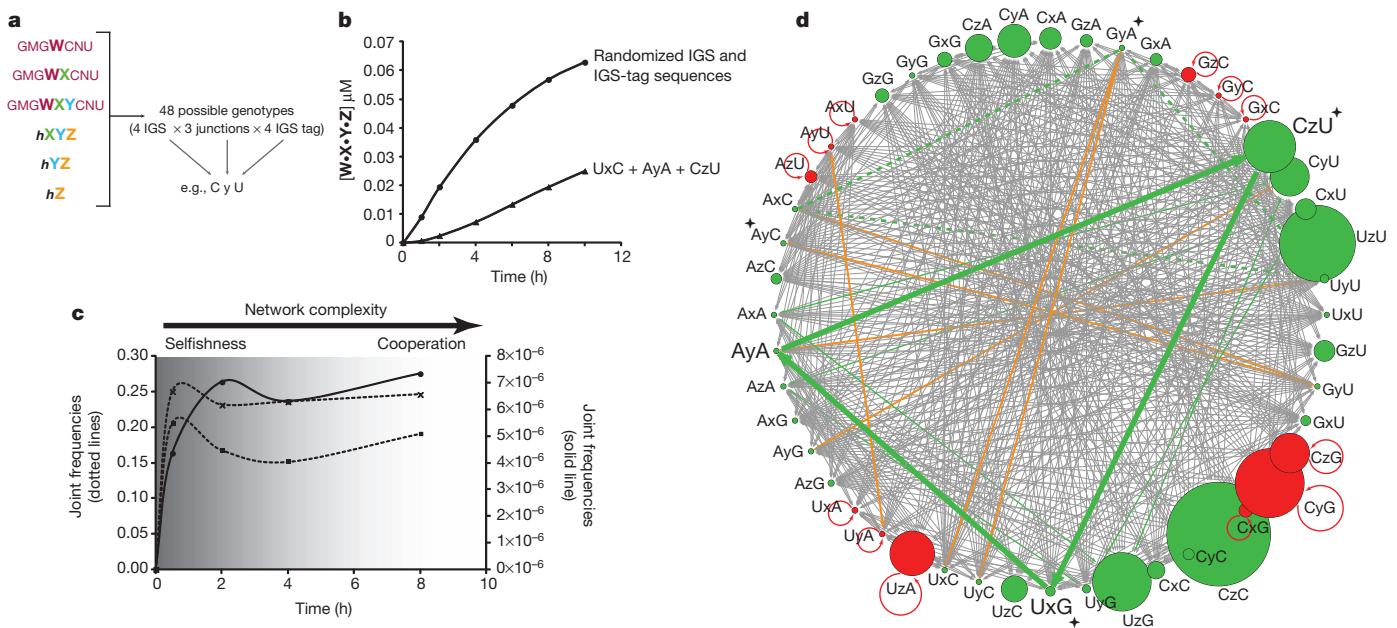 a
GMGWCNU
GMGWXCNU
GMGWXYCNU
hXYZ
hYZ
hZ
48 possible genotypes
(4 IGS × 3 junctions × 4 IGS tag)
e.g., C y U
b
[W•X•Y•Z] μM
0.07
0.06
0.05
0.04
0.03
0.02
0.01
0
0 4 8 12
Time (h)
Randomized IGS and
IGS-tag sequences
UxC + AyA + CzU
c
Network complexity
Selfishness Cooperation
Joint frequencies
(dotted lines)
0.30
0.25
0.20
0.15
0.10
0.05
0.00
8×10⁻⁶
7×10⁻⁶
6×10⁻⁶
5×10⁻⁶
4×10⁻⁶
3×10⁻⁶
2×10⁻⁶
1×10⁻⁶
0×10⁻⁶
Joint frequencies
(solid line)
0 2 4 6 8 10
Time (h)
d
CyA
CxA
GzA
GyA
GxA
GzC
GyC
GxC
CzU
CyU
CxU
UzU
UyU
UxU
GzU
GyU
GxU
CzG
CyG
CxG
CyC
CzC
CxC
UzG
UyG
UxG
UzC
UyC
UxC
UzA
UyA
UxA
AzG
AyG
AxG
AzA
AyA
AxA
AzC
AyC
AxC
AzU
AyU
AxU
GzG
GyG
GxG
CzA